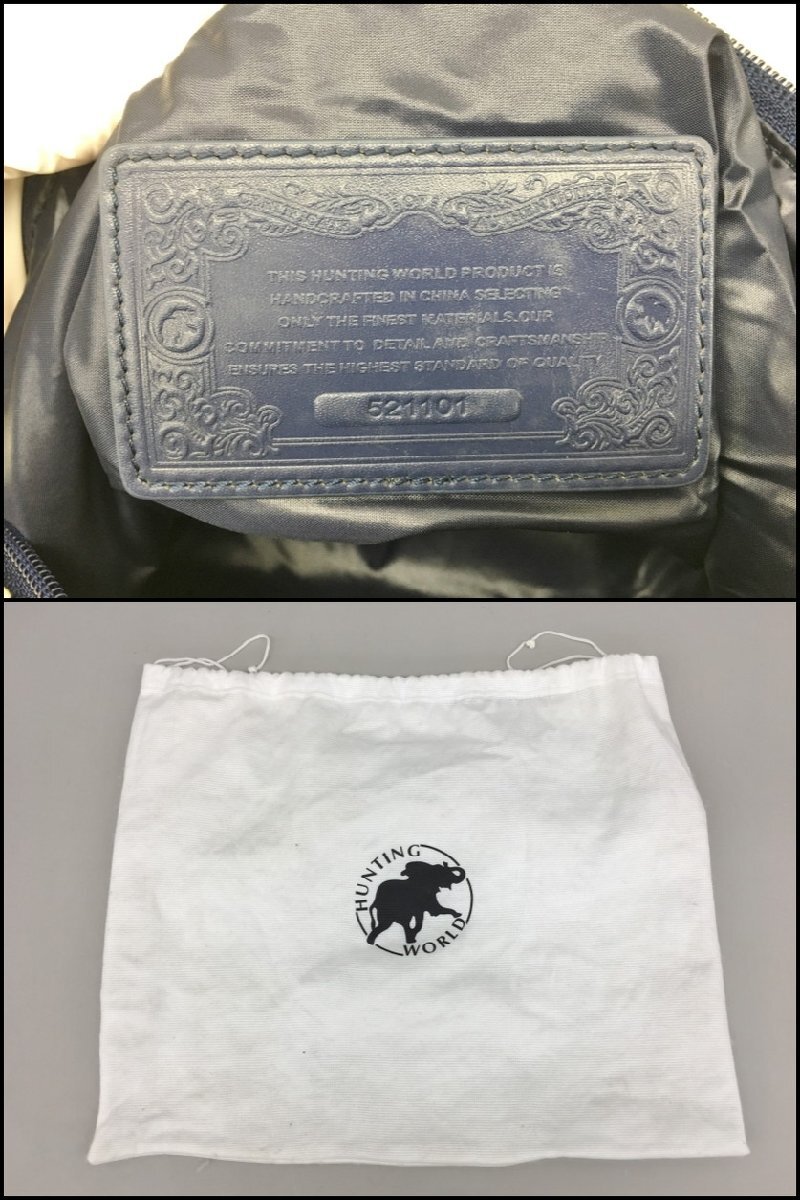 THIS HUNTING WORLD PRODUCT IS
HANDCRAFTED IN CHINA SELECTING
ONLY THE FINEST MATERIALS.OUR
COMMITMENT TO DETAIL AND CRAFTSMANSHIP
ENSURES THE HIGHEST STANDARD OF QUALITY
521101
HUNTING
WORLD